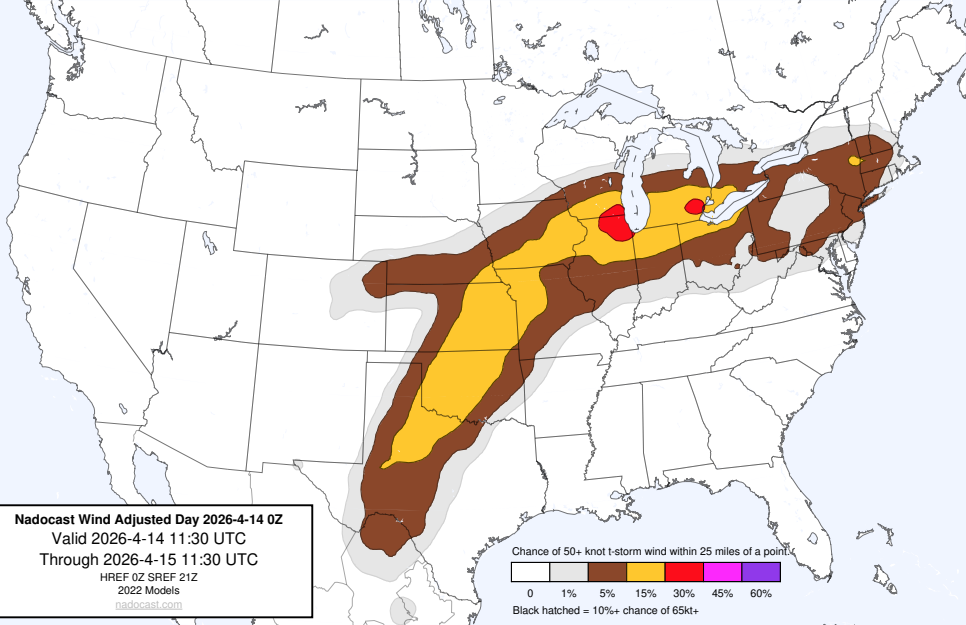 Nadocast Wind Adjusted Day 2026-4-14 0Z
Valid 2026-4-14 11:30 UTC
Through 2026-4-15 11:30 UTC
HREF 0Z SREF 21Z
2022 Models
nadocast.com
Chance of 50+ knot t-storm wind within 25 miles of a point.
0 1% 5% 15% 30% 45% 60%
Black hatched = 10%+ chance of 65kt+